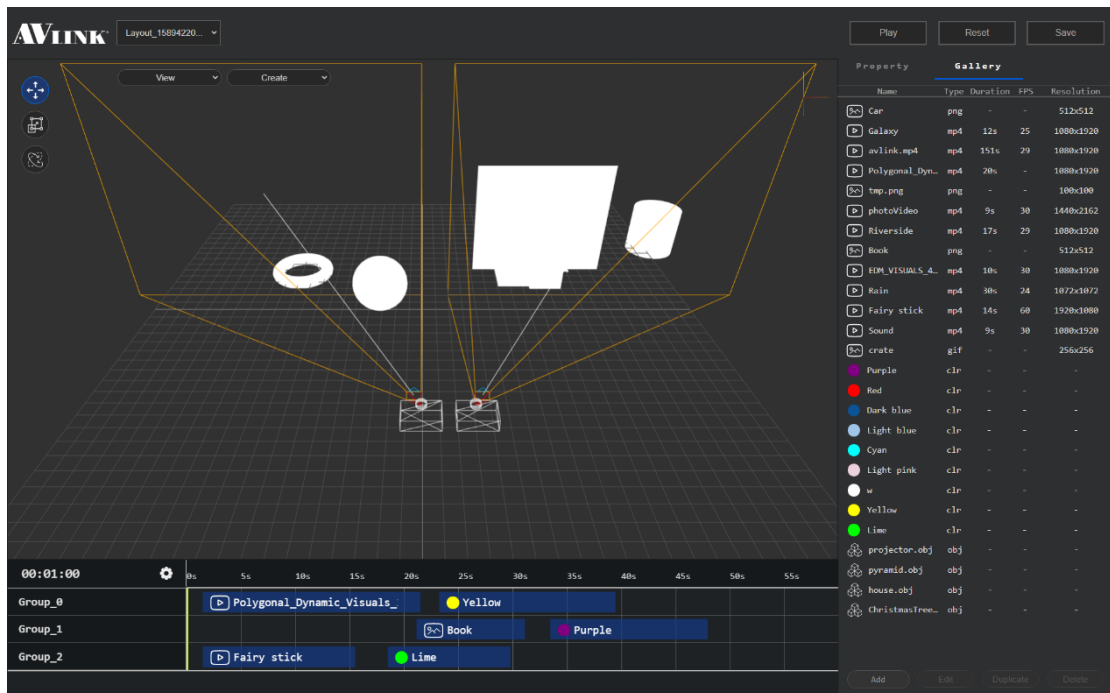 AVLINK Layout_15894220... Play Reset Save
View Create Property Gallery
Name Type Duration FPS Resolution
Car png - - 512x512
Galaxy mp4 12s 25 1080x1920
avlink.mp4 mp4 151s 29 1080x1920
Polygonal_Dyn… mp4 20s - 1080x1920
tmp.png png - - 100x100
photoVideo mp4 9s 30 1440x2162
Riverside mp4 17s 29 1080x1920
Book png - - 512x512
EDM_VISUALS_4… mp4 10s 30 1080x1920
Rain mp4 30s 24 1072x1072
Fairy stick mp4 14s 60 1920x1080
Sound mp4 9s 30 1080x1920
crate gif - - 256x256
Purple clr - - -
Red clr - - -
Dark blue clr - - -
Light blue clr - - -
Cyan clr - - -
Light pink clr - - -
w clr - - -
Yellow clr - - -
Lime clr - - -
projector.obj obj - - -
pyramid.obj obj - - -
house.obj obj - - -
ChristmasTree… obj - - -
00:01:00 0s 5s 10s 15s 20s 25s 30s 35s 40s 45s 50s 55s
Group_0 Polygonal_Dynamic_Visuals_ Yellow
Group_1 Book Purple
Group_2 Fairy stick Lime
Add Edit Duplicate Delete